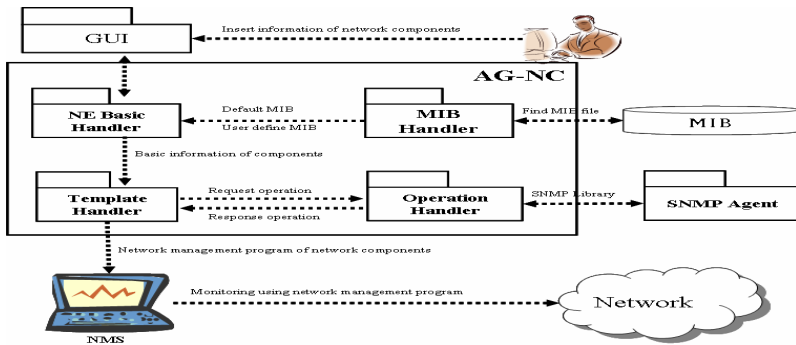 Insert information of network components
GUI
AG-NC
NE Basic
Handler
Default MIB
User define MIB
MIB
Handler
Find MIB file
MIB
Basic information of components
Template
Handler
Request operation
Response operation
Operation
Handler
SNMP Library
SNMP Agent
Network management program of network components
Monitoring using network management program
Network
NMS